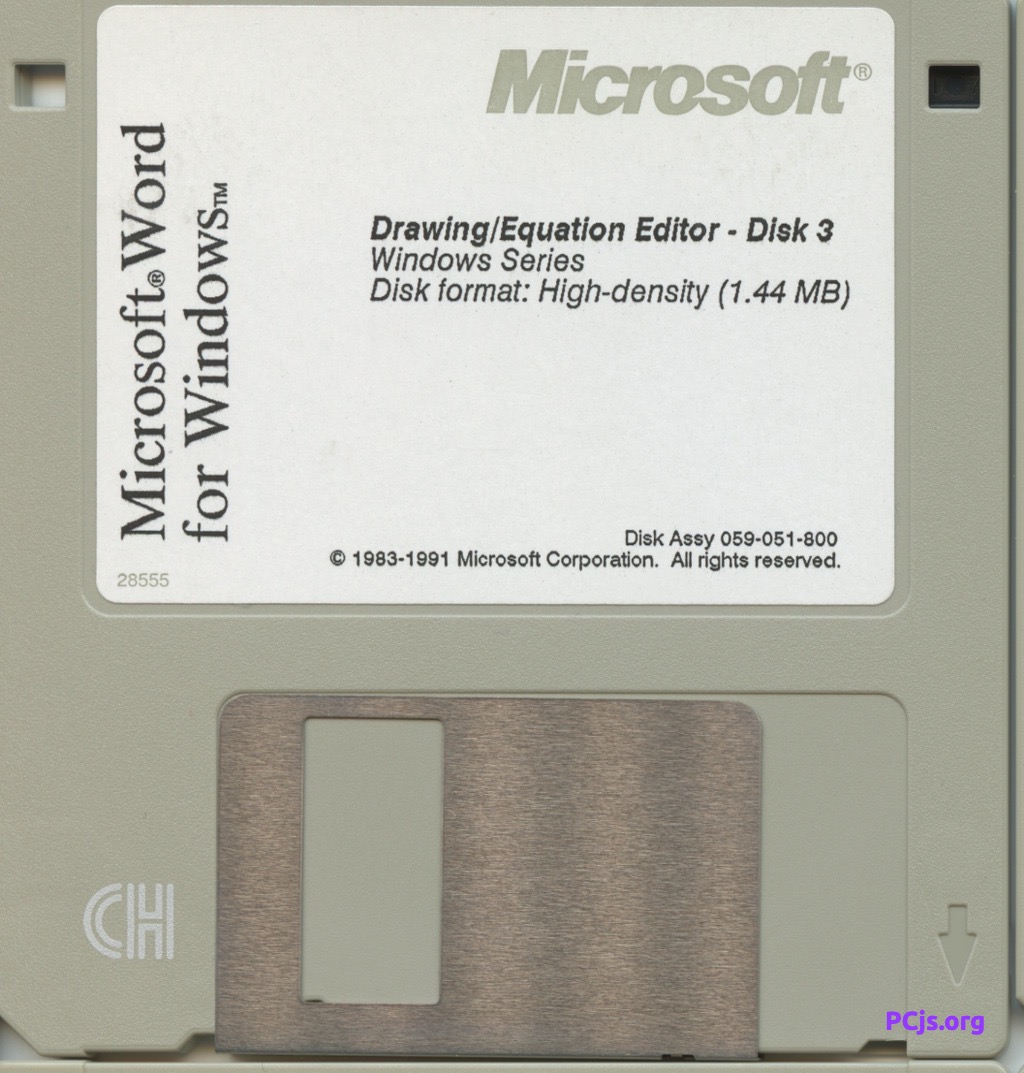 Microsoft®
Microsoft® Word
for Windows™
Drawing/Equation Editor - Disk 3
Windows Series
Disk format: High-density (1.44 MB)
Disk Assy 059-051-800
© 1983-1991 Microsoft Corporation. All rights reserved.
28555
CH
PCjs.org